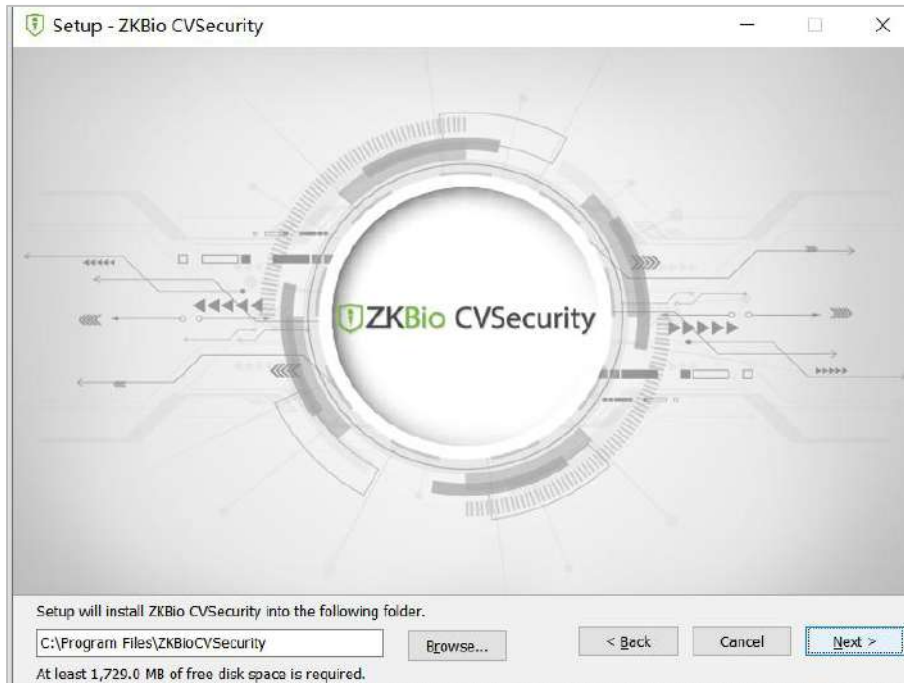 Setup - ZKBio CVSecurity
ZKBio CVSecurity
Setup will install ZKBio CVSecurity into the following folder.
C:\Program Files\ZKBioCVSecurity
Browse...
< Back
Cancel
Next >
At least 1,729.0 MB of free disk space is required.